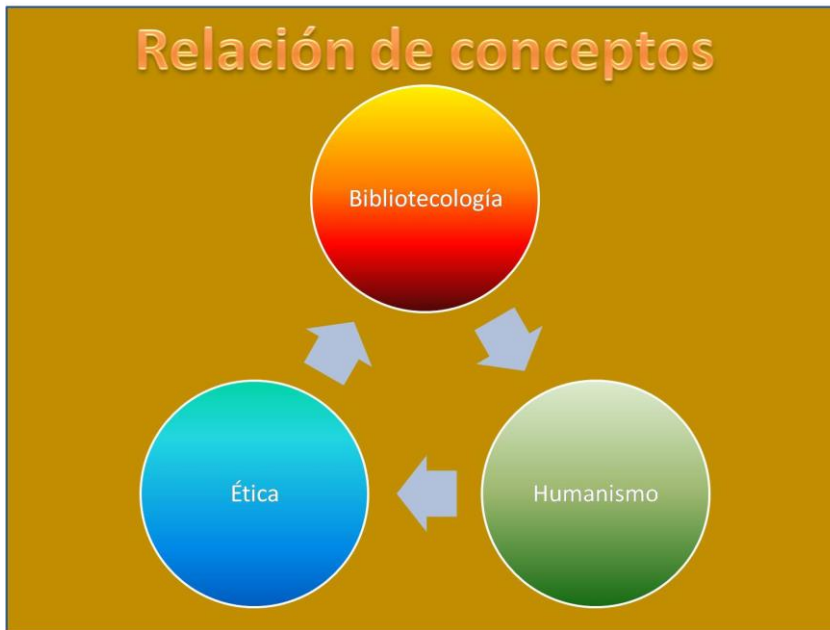 Relación de conceptos
Bibliotecología
Ética
Humanismo